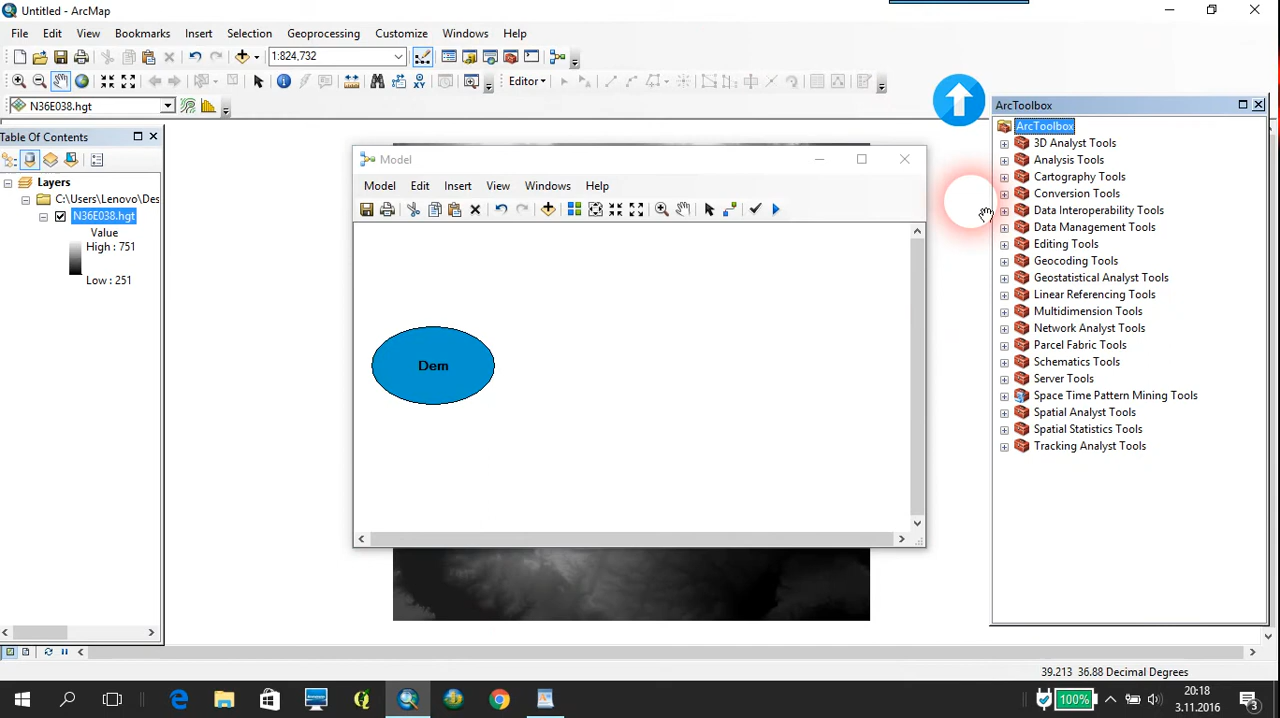 Untitled - ArcMap
File Edit View Bookmarks Insert Selection Geoprocessing Customize Windows Help
1:824,732
Editor
N36E038.hgt
Table Of Contents
Layers
C:\Users\Lenovo\Des
N36E038.hgt
Value
High : 751
Low : 251
Model
Model Edit Insert View Windows Help
Dem
ArcToolbox
ArcToolbox
3D Analyst Tools
Analysis Tools
Cartography Tools
Conversion Tools
Data Interoperability Tools
Data Management Tools
Editing Tools
Geocoding Tools
Geostatistical Analyst Tools
Linear Referencing Tools
Multidimension Tools
Network Analyst Tools
Parcel Fabric Tools
Schematics Tools
Server Tools
Space Time Pattern Mining Tools
Spatial Analyst Tools
Spatial Statistics Tools
Tracking Analyst Tools
39.213 36.88 Decimal Degrees
100%
20:18
3.11.2016
3